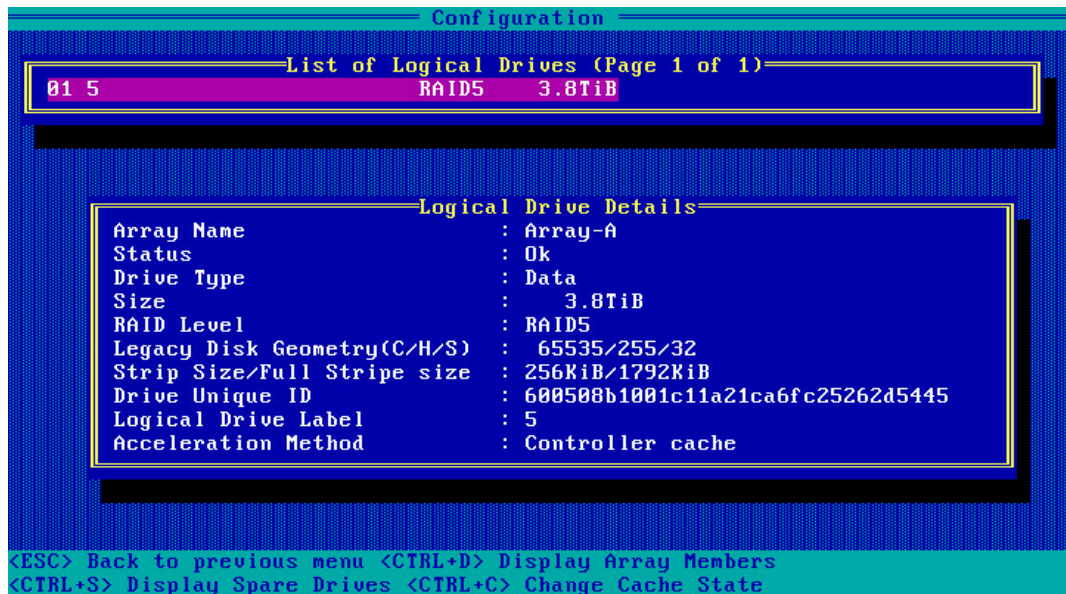 Configuration
List of Logical Drives (Page 1 of 1)
01 5 RAID5 3.8TiB
Logical Drive Details
Array Name : Array-A
Status : Ok
Drive Type : Data
Size : 3.8TiB
RAID Level : RAID5
Legacy Disk Geometry(C/H/S) : 65535/255/32
Strip Size/Full Stripe size : 256KiB/1792KiB
Drive Unique ID : 600508b1001c11a21ca6fc25262d5445
Logical Drive Label : 5
Acceleration Method : Controller cache
<ESC> Back to previous menu <CTRL+D> Display Array Members
<CTRL+S> Display Spare Drives <CTRL+C> Change Cache State